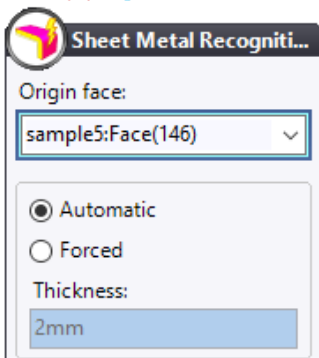 Sheet Metal Recogniti...
Origin face:
sample5:Face(146)
Automatic
Forced
Thickness:
2mm